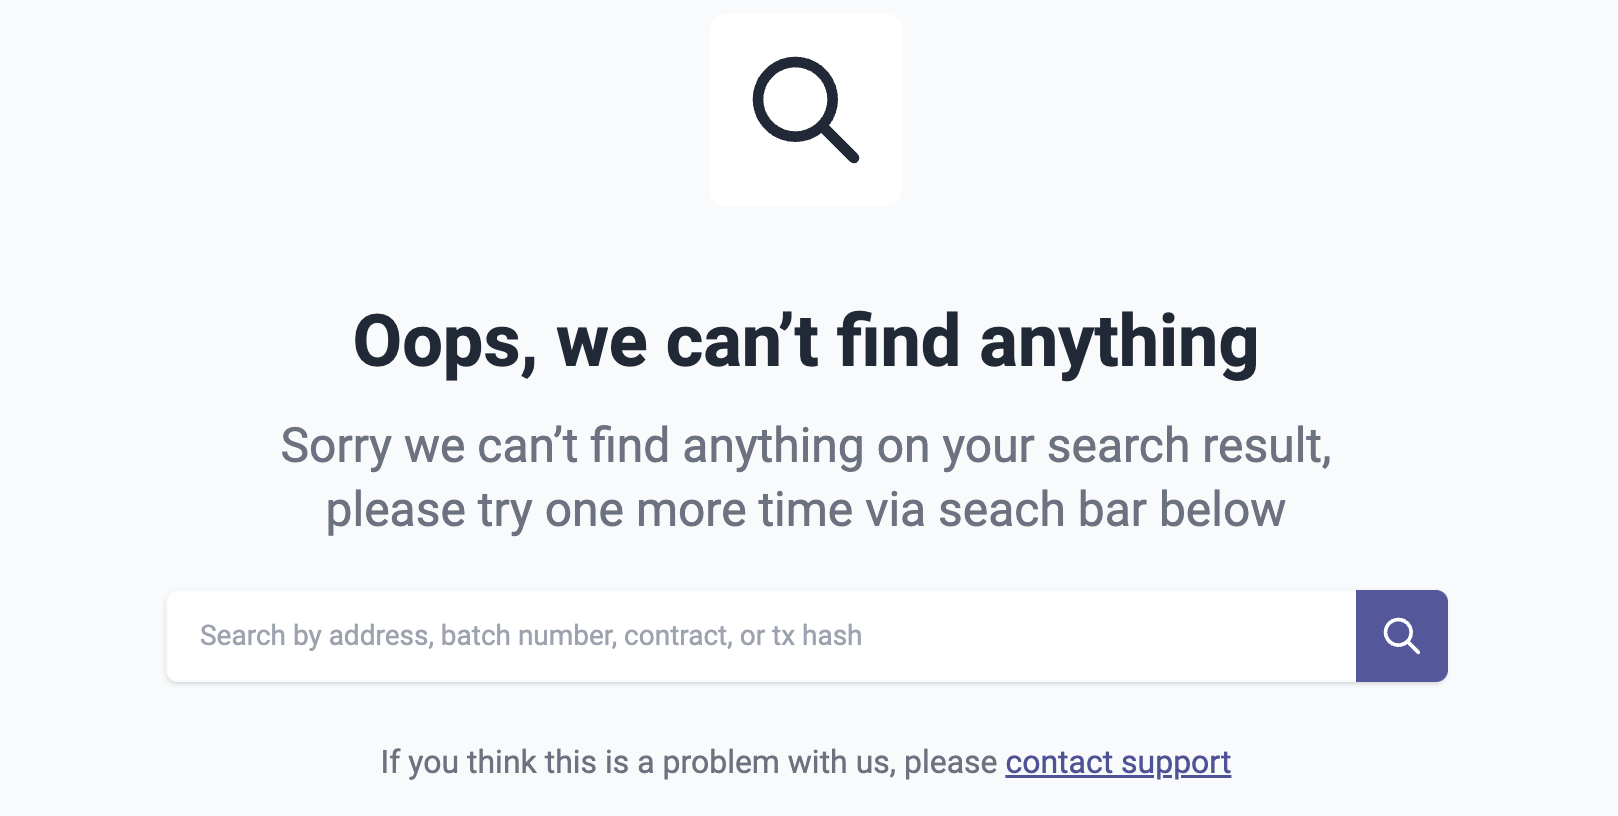 Oops, we can’t find anything
Sorry we can’t find anything on your search result,
please try one more time via seach bar below
Search by address, batch number, contract, or tx hash
If you think this is a problem with us, please contact support